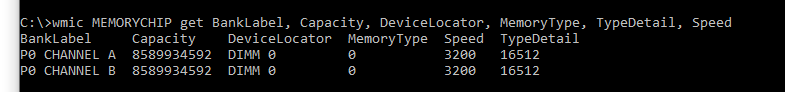 C:\>wmic MEMORYCHIP get BankLabel, Capacity, DeviceLocator, MemoryType, TypeDetail, Speed
BankLabel     Capacity    DeviceLocator  MemoryType  Speed  TypeDetail
P0 CHANNEL A  8589934592  DIMM 0         0           3200   16512
P0 CHANNEL B  8589934592  DIMM 0         0           3200   16512